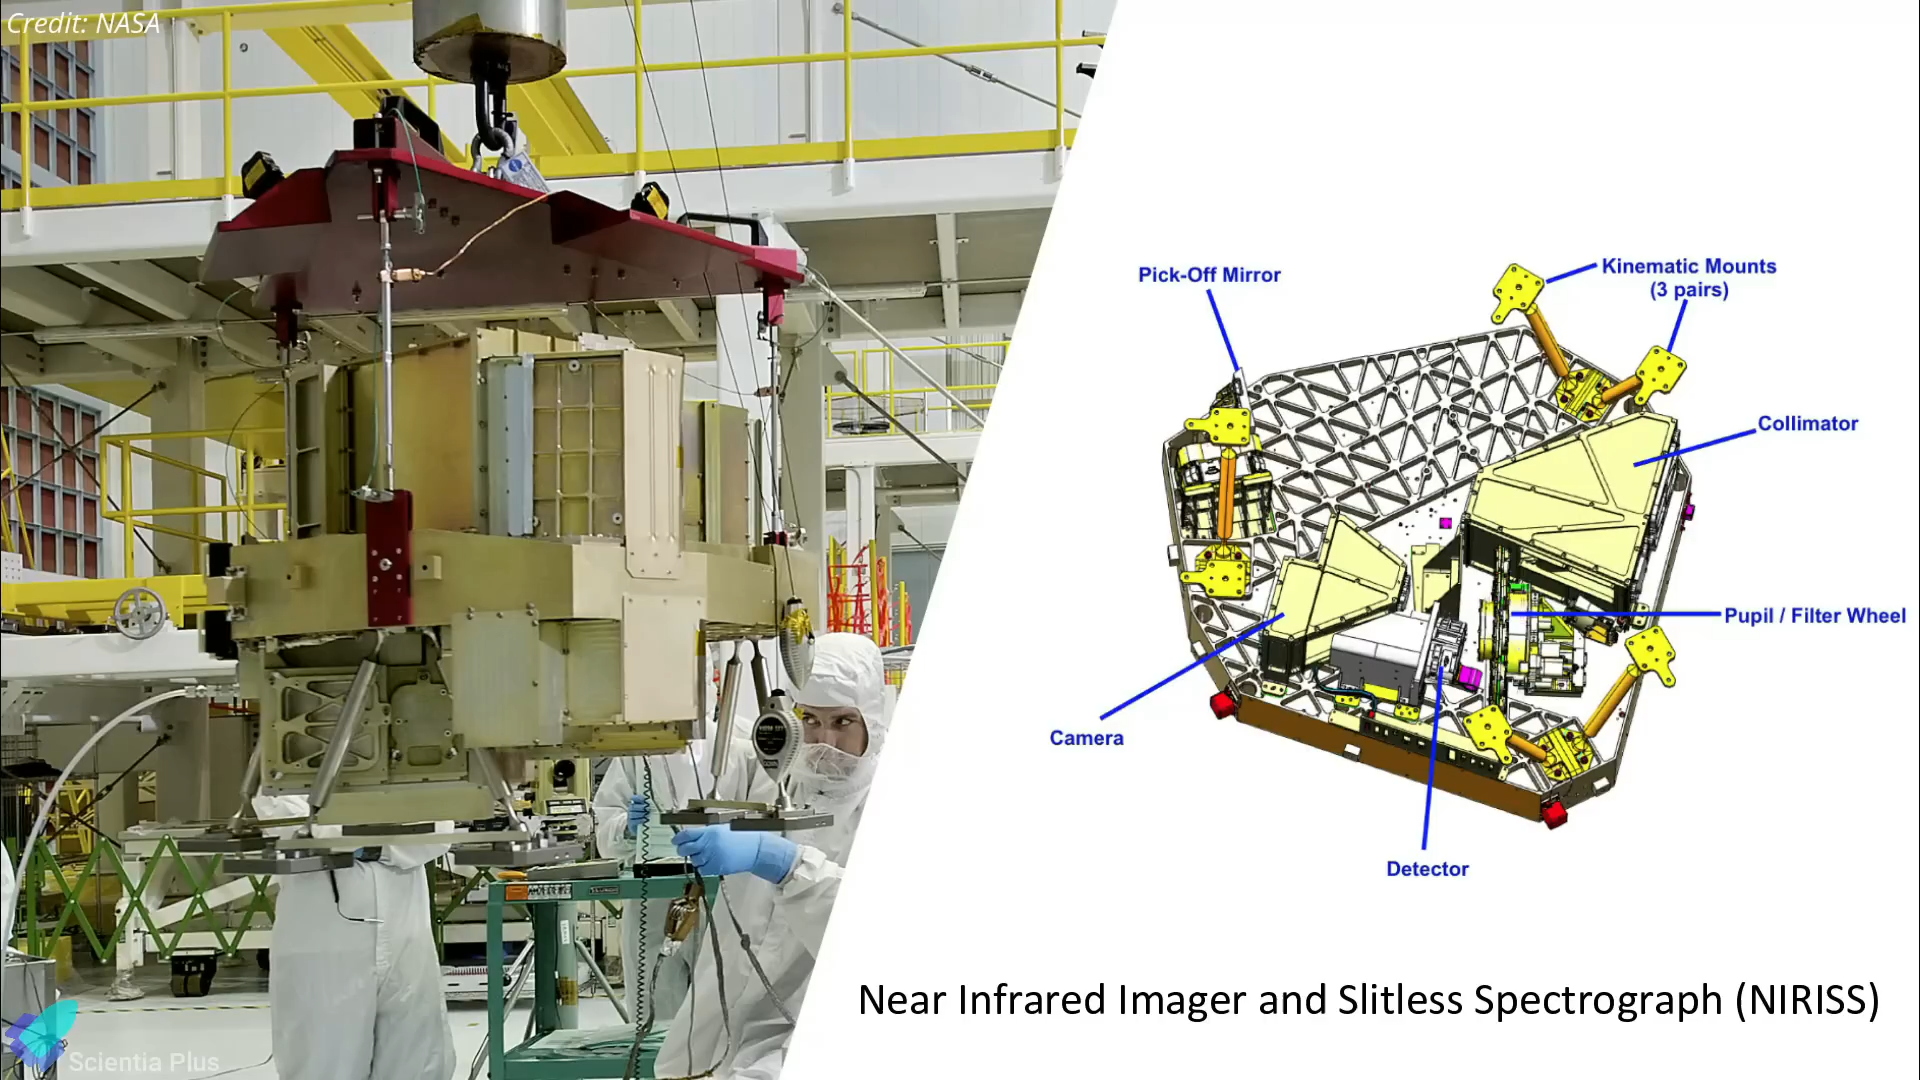 Credit: NASA
Pick-Off Mirror
Kinematic Mounts
(3 pairs)
Collimator
Pupil / Filter Wheel
Camera
Detector
Near Infrared Imager and Slitless Spectrograph (NIRISS)
Scientia Plus